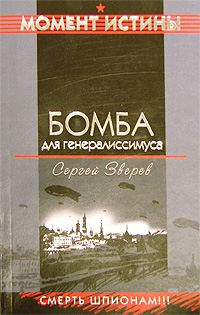 МОМЕНТ ИСТИНЫ
БОМБА
для генералиссимуса
Сергей Зверев
СМЕРТЬ ШПИОНАМ!!!